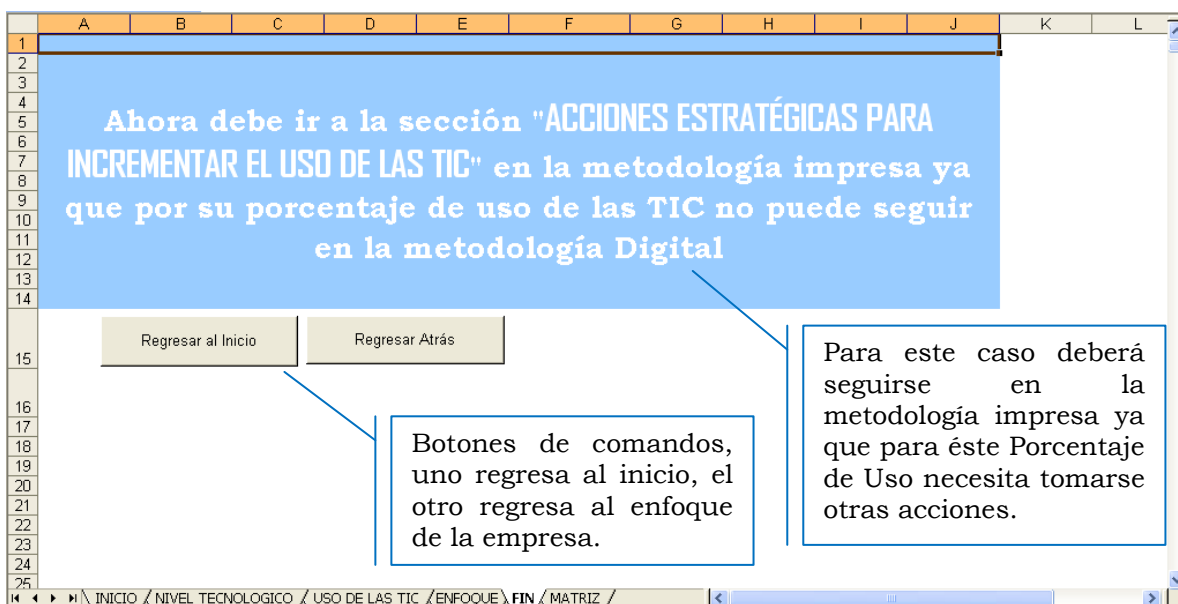 A B C D E F G H I J K L
1
2
3
4
5
6
7
8
9
10
11
12
13
14
15
16
17
18
19
20
21
22
23
24
25
Ahora debe ir a la sección "ACCIONES ESTRATÉGICAS PARA
INCREMENTAR EL USO DE LAS TIC" en la metodología impresa ya
que por su porcentaje de uso de las TIC no puede seguir
en la metodología Digital
Regresar al Inicio
Regresar Atrás
Botones de comandos,
uno regresa al inicio, el
otro regresa al enfoque
de la empresa.
Para este caso deberá
seguirse en la
metodología impresa ya
que para éste Porcentaje
de Uso necesita tomarse
otras acciones.
INICIO / NIVEL TECNOLOGICO / USO DE LAS TIC / ENFOQUE \ FIN / MATRIZ /